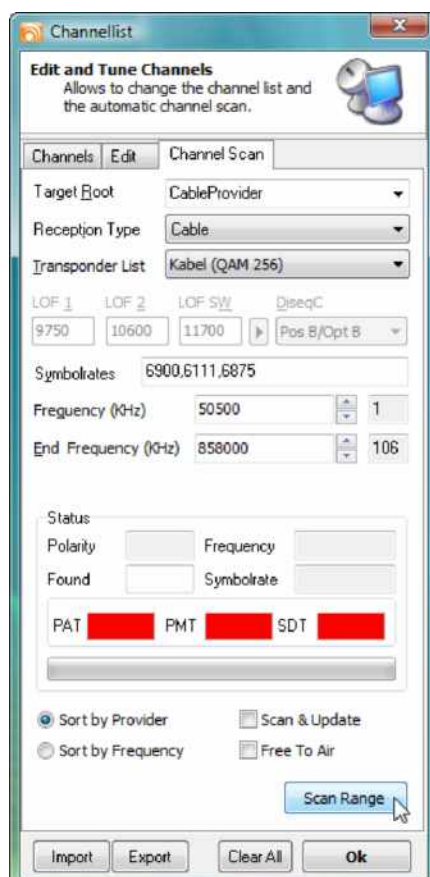 Channellist
Edit and Tune Channels
Allows to change the channel list and
the automatic channel scan.
Channels Edit Channel Scan
Target Root CableProvider
Reception Type Cable
Transponder List Kabel (QAM 256)
LOF 1 LOF 2 LOF SW DiseqC
9750 10600 11700 Pos B/Opt B
Symbolrates 6900,6111,6875
Freguency (KHz) 50500 1
End Frequency (KHz) 858000 106
Status
Polarity Frequency
Found Symbolrate
PAT PMT SDT
Sort by Provider Scan & Update
Sort by Frequency Free To Air
Scan Range
Import Export Clear All Ok